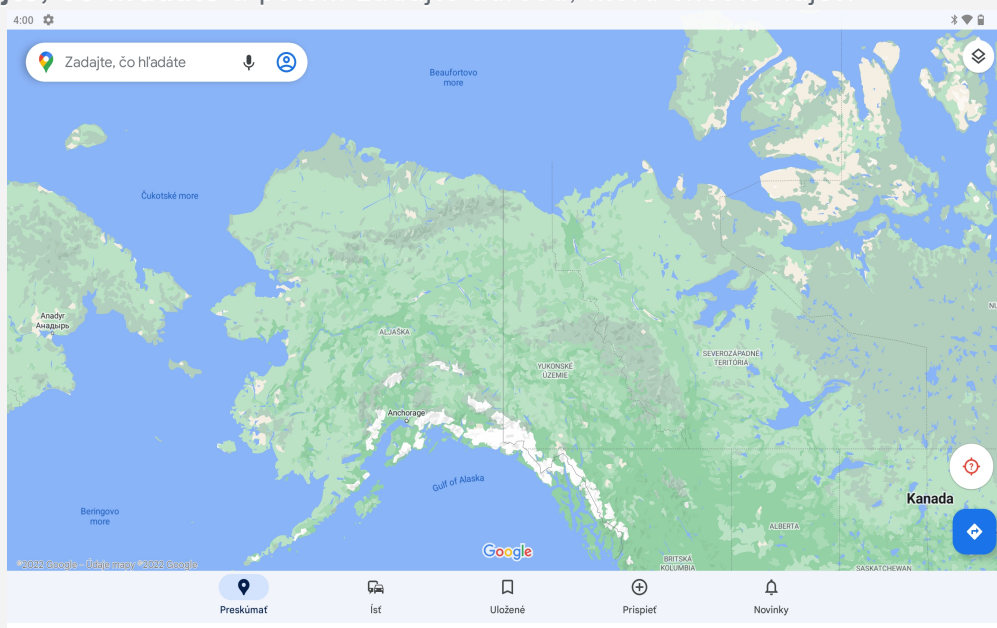 4:00
Zadajte, čo hľadáte
Beaufortovo
more
Čukotské more
Anadyr
Анадырь
ALJAŠKA
YUKONSKÉ
ÚZEMIE
SEVEROZÁPADNÉ
TERITÓRIÁ
Anchorage
Gulf of Alaska
Kanada
Beringovo
more
ALBERTA
Google
BRITSKÁ
KOLUMBIA
SASKATCHEWAN
©2022 Google - Údaje mapy ©2022 Google
Preskúmať
Ísť
Uložené
Prispieť
Novinky